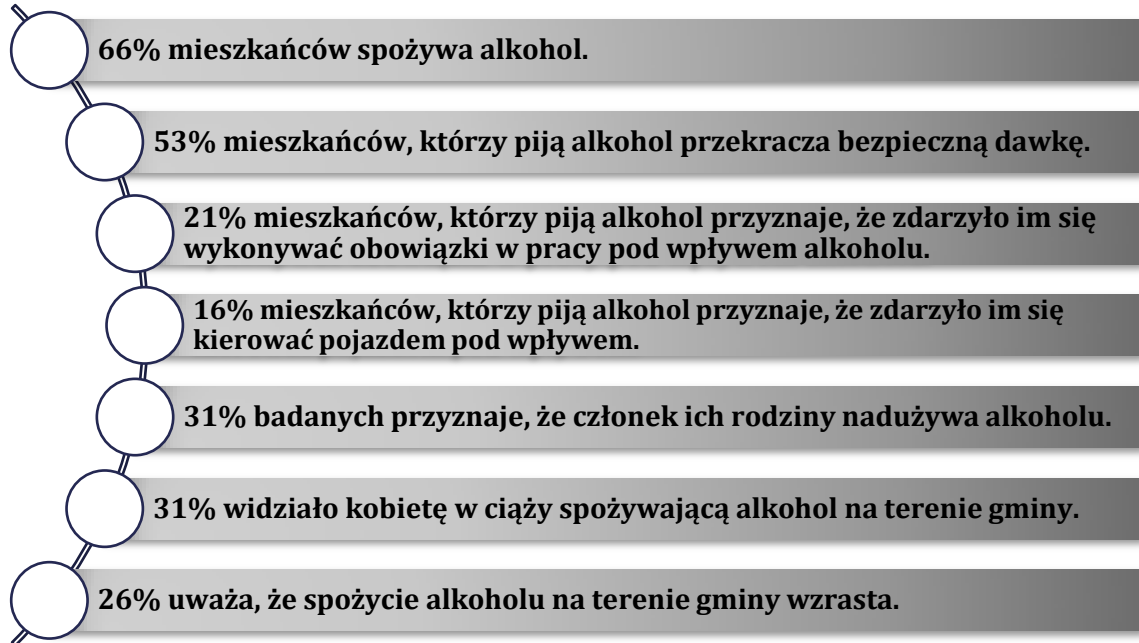 66% mieszkańców spożywa alkohol.
53% mieszkańców, którzy piją alkohol przekracza bezpieczną dawkę.
21% mieszkańców, którzy piją alkohol przyznaje, że zdarzyło im się
wykonywać obowiązki w pracy pod wpływem alkoholu.
16% mieszkańców, którzy piją alkohol przyznaje, że zdarzyło im się
kierować pojazdem pod wpływem.
31% badanych przyznaje, że członek ich rodziny nadużywa alkoholu.
31% widziało kobietę w ciąży spożywającą alkohol na terenie gminy.
26% uważa, że spożycie alkoholu na terenie gminy wzrasta.